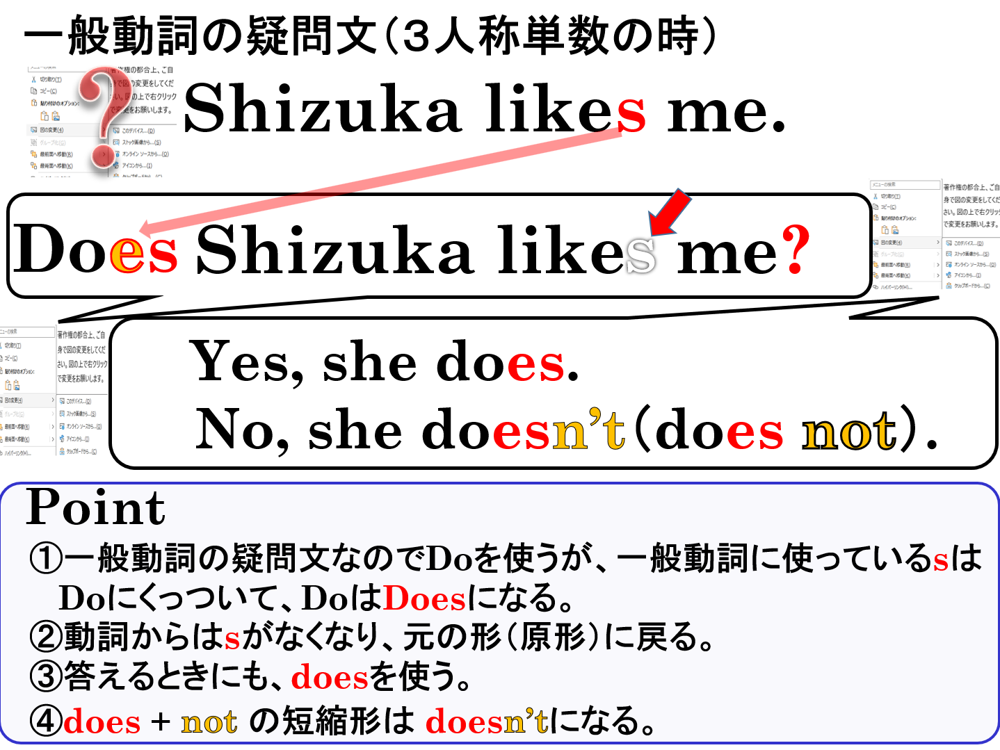 一般動詞の疑問文（３人称単数の時）
メニューの検索
切り取り(T)
コピー(C)
貼り付けのオプション:
図の変更(4)
グループ化(G)
最前面へ移動(R)
最背面へ移動(K)
著作権の都合上、ご自
身で図の変更をしてくだ
さい。図の上で右クリック
で変更をお願いします。
このデバイス...(D)
ストック画像から...(S)
オンライン ソースから...(O)
アイコンから...(I)
クリップボードから...(C)
Shizuka likes me.
Does Shizuka likes me?
メニューの検索
切り取り(T)
コピー(C)
貼り付けのオプション:
図の変更(4)
グループ化(G)
最前面へ移動(R)
最背面へ移動(K)
ハイパーリンク(H)...
著作権の都合上、ご自
身で図の変更をしてくだ
さい。図の上で右クリック
で変更をお願いします。
このデバイス...(D)
ストック画像から...(S)
オンライン ソースから...(O)
アイコンから...(I)
クリップボードから...(C)
ニューの検索
切り取り(T)
コピー(C)
貼り付けのオプション:
図の変更(4)
グループ化(G)
最前面へ移動(R)
最背面へ移動(K)
ハイパーリンク(H)...
著作権の都合上、ご自
身で図の変更をしてくだ
さい。図の上で右クリック
で変更をお願いします。
このデバイス...(D)
ストック画像から...(S)
オンライン ソースから...(O)
アイコンから...(I)
クリップボードから...(C)
Yes, she does.
No, she doesn’t（does not）.
Point
①一般動詞の疑問文なのでDoを使うが、一般動詞に使っているsは
Doにくっついて、DoはDoesになる。
②動詞からはsがなくなり、元の形（原形）に戻る。
③答えるときにも、doesを使う。
④does + not の短縮形は doesn’tになる。